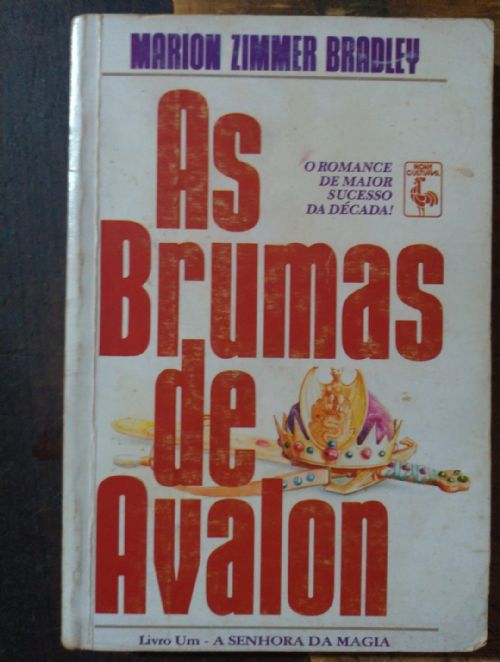 MARION ZIMMER BRADLEY
As
O ROMANCE
DE MAIOR
SUCESSO
DA DÉCADA!
NOVA
CULTURAL
Brumas
de
Avalon
Livro Um - A SENHORA DA MAGIA